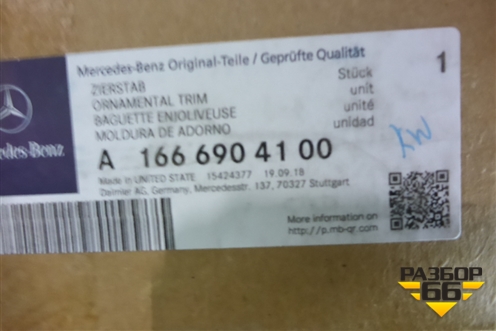 Mercedes-Benz Original-Teile / Geprüfte Qualität
ZIERSTAB
ORNAMENTAL TRIM
BAGUETTE ENJOLIVEUSE
MOLDURA DE ADORNO
Stück
unit
unité
unidad
1
A 166 690 41 00
Made in UNITED STATE 15424377 19.09.18
Daimler AG, Germany, Mercedesstr. 137, 70327 Stuttgart
More information on
http://p.mb-qr.com
РАЗБОР
66